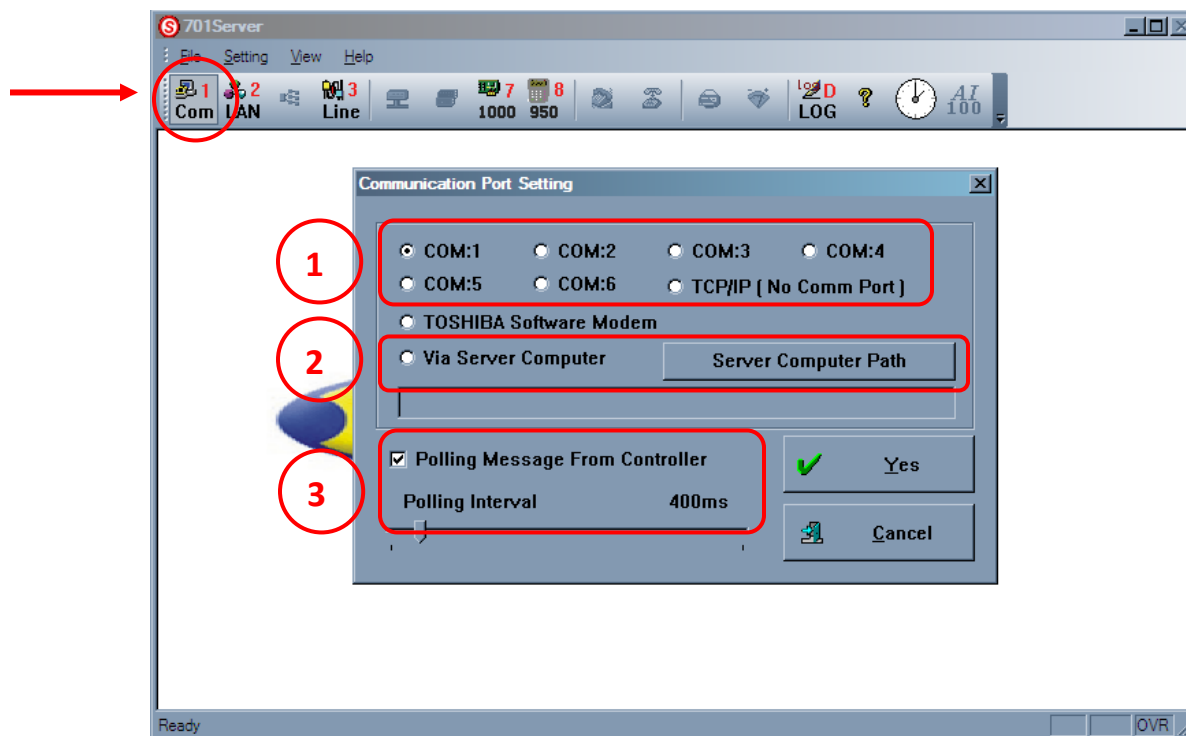 S 701Server
File Setting View Help
1 2 3 7 8 LOG D AI
Com LAN Line 1000 950 LOG ? 100
Communication Port Setting
1
COM:1 COM:2 COM:3 COM:4
COM:5 COM:6 TCP/IP ( No Comm Port )
TOSHIBA Software Modem
2
Via Server Computer Server Computer Path
3
Polling Message From Controller Yes
Polling Interval 400ms
Cancel
Ready OVR